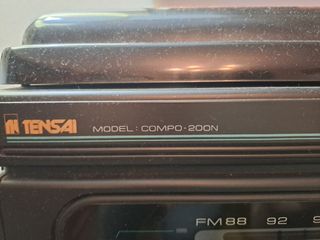 TENSAI MODEL: COMPO-200N
FM 88 92